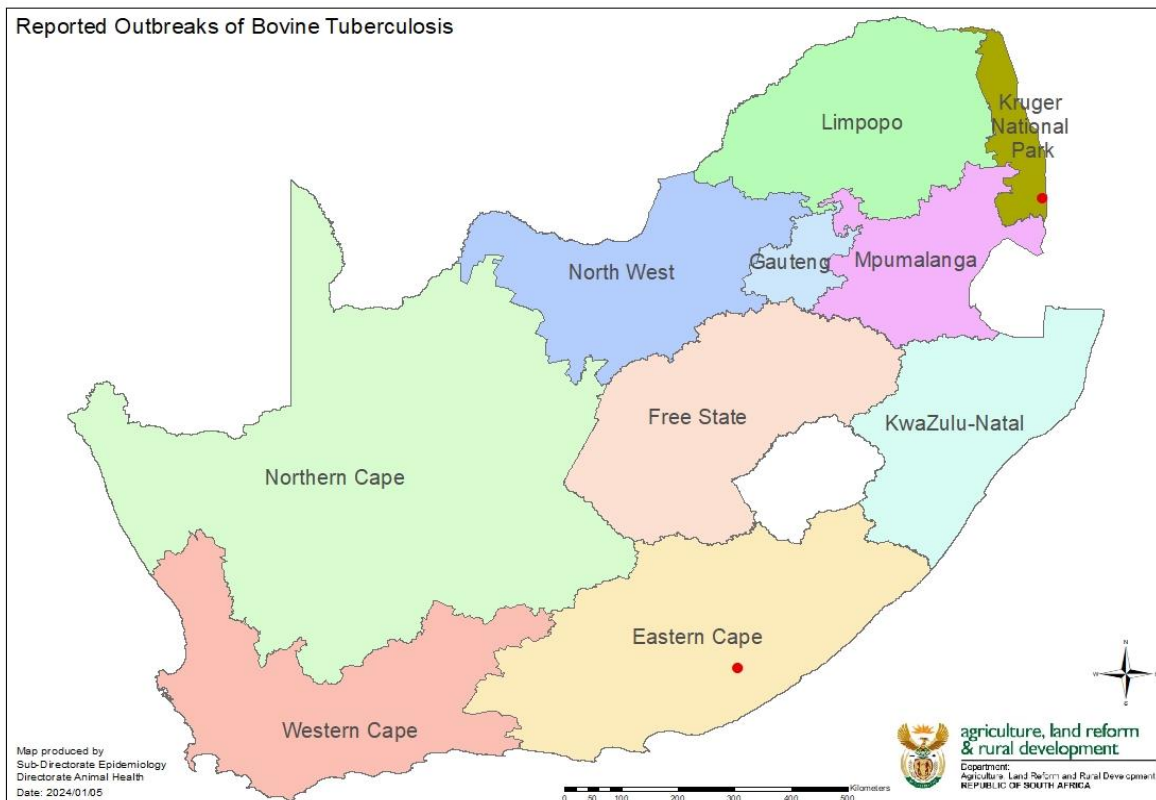 Reported Outbreaks of Bovine Tuberculosis
Limpopo
Kruger
National
Park
North West
Gauteng
Mpumalanga
Free State
KwaZulu-Natal
Northern Cape
Eastern Cape
Western Cape
N
W
S
Map produced by
Sub-Directorate Epidemiology
Directorate Animal Health
Date: 2024/01/05
0 50 100 200 300 400 500
Kilometers
agriculture, land reform
& rural development
Department:
Agriculture, Land Reform and Rural Development
REPUBLIC OF SOUTH AFRICA